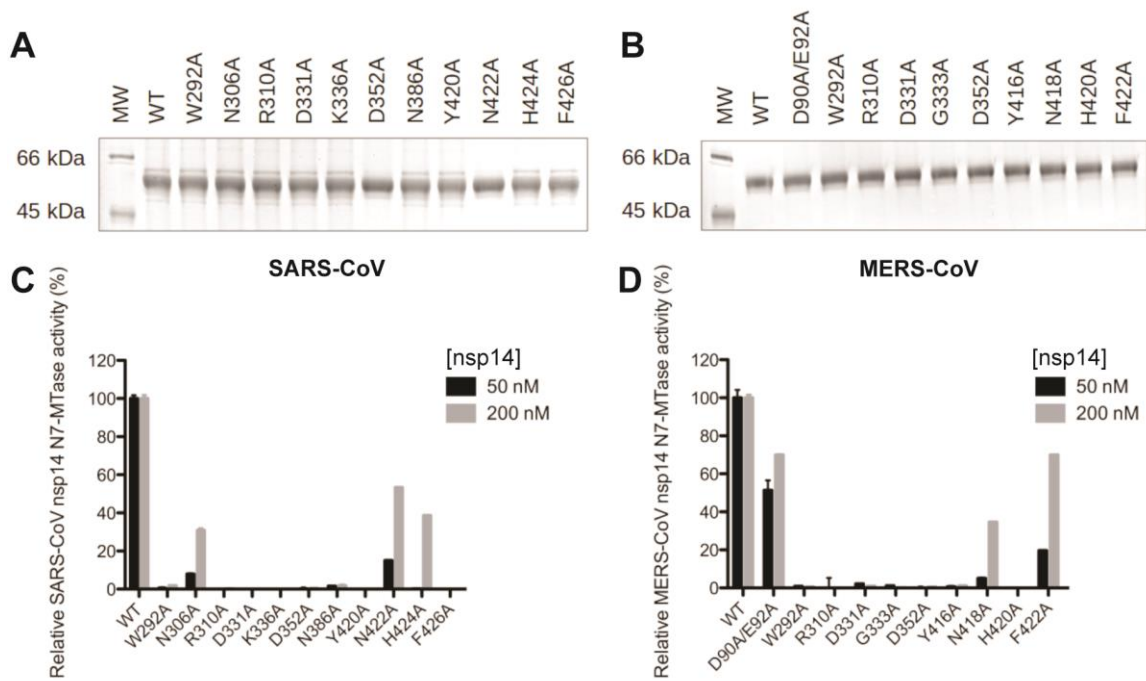 A
MW
WT
W292A
N306A
R310A
D331A
K336A
D352A
N386A
Y420A
N422A
H424A
F426A
66 kDa
45 kDa
B
MW
WT
D90A/E92A
W292A
R310A
D331A
G333A
D352A
Y416A
N418A
H420A
F422A
66 kDa
45 kDa
C
SARS-CoV
Relative SARS-CoV nsp14 N7-MTase activity (%)
[nsp14]
50 nM
200 nM
120
100
80
60
40
20
0
WT
W292A
N306A
R310A
D331A
K336A
D352A
N386A
Y420A
N422A
H424A
F426A
D
MERS-CoV
Relative MERS-CoV nsp14 N7-MTase activity (%)
[nsp14]
50 nM
200 nM
120
100
80
60
40
20
0
WT
D90A/E92A
W292A
R310A
D331A
G333A
D352A
Y416A
N418A
H420A
F422A